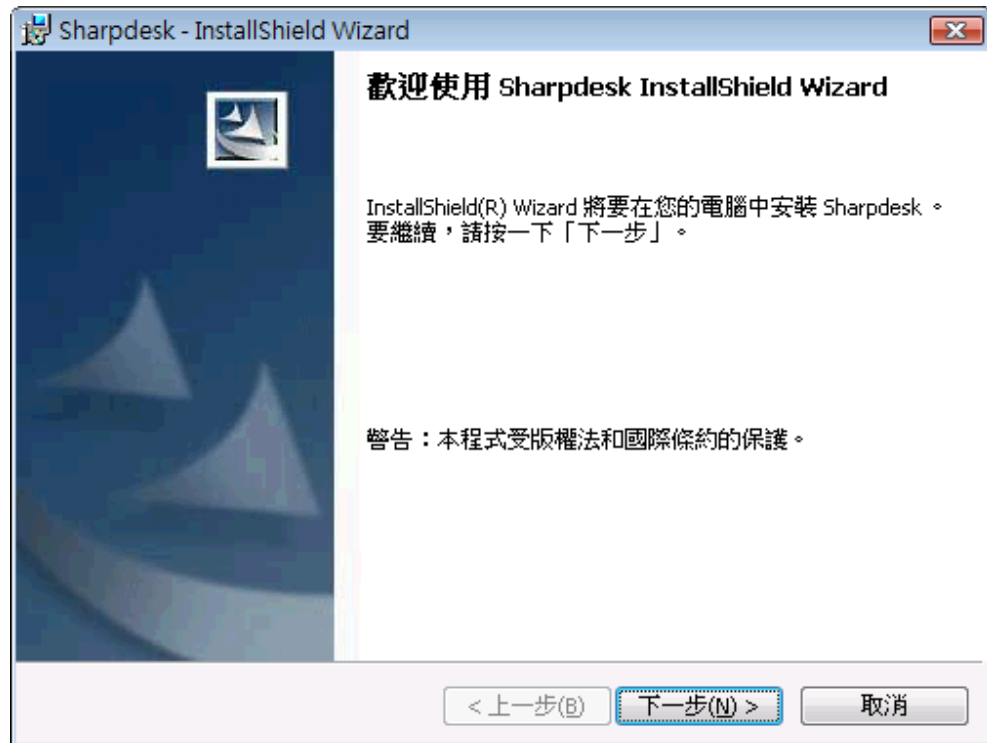 Sharpdesk - InstallShield Wizard
歡迎使用 Sharpdesk InstallShield Wizard
InstallShield(R) Wizard 將要在您的電腦中安裝 Sharpdesk。
要繼續，請按一下「下一步」。
警告：本程式受版權法和國際條約的保護。
< 上一步(B) 下一步(N) > 取消